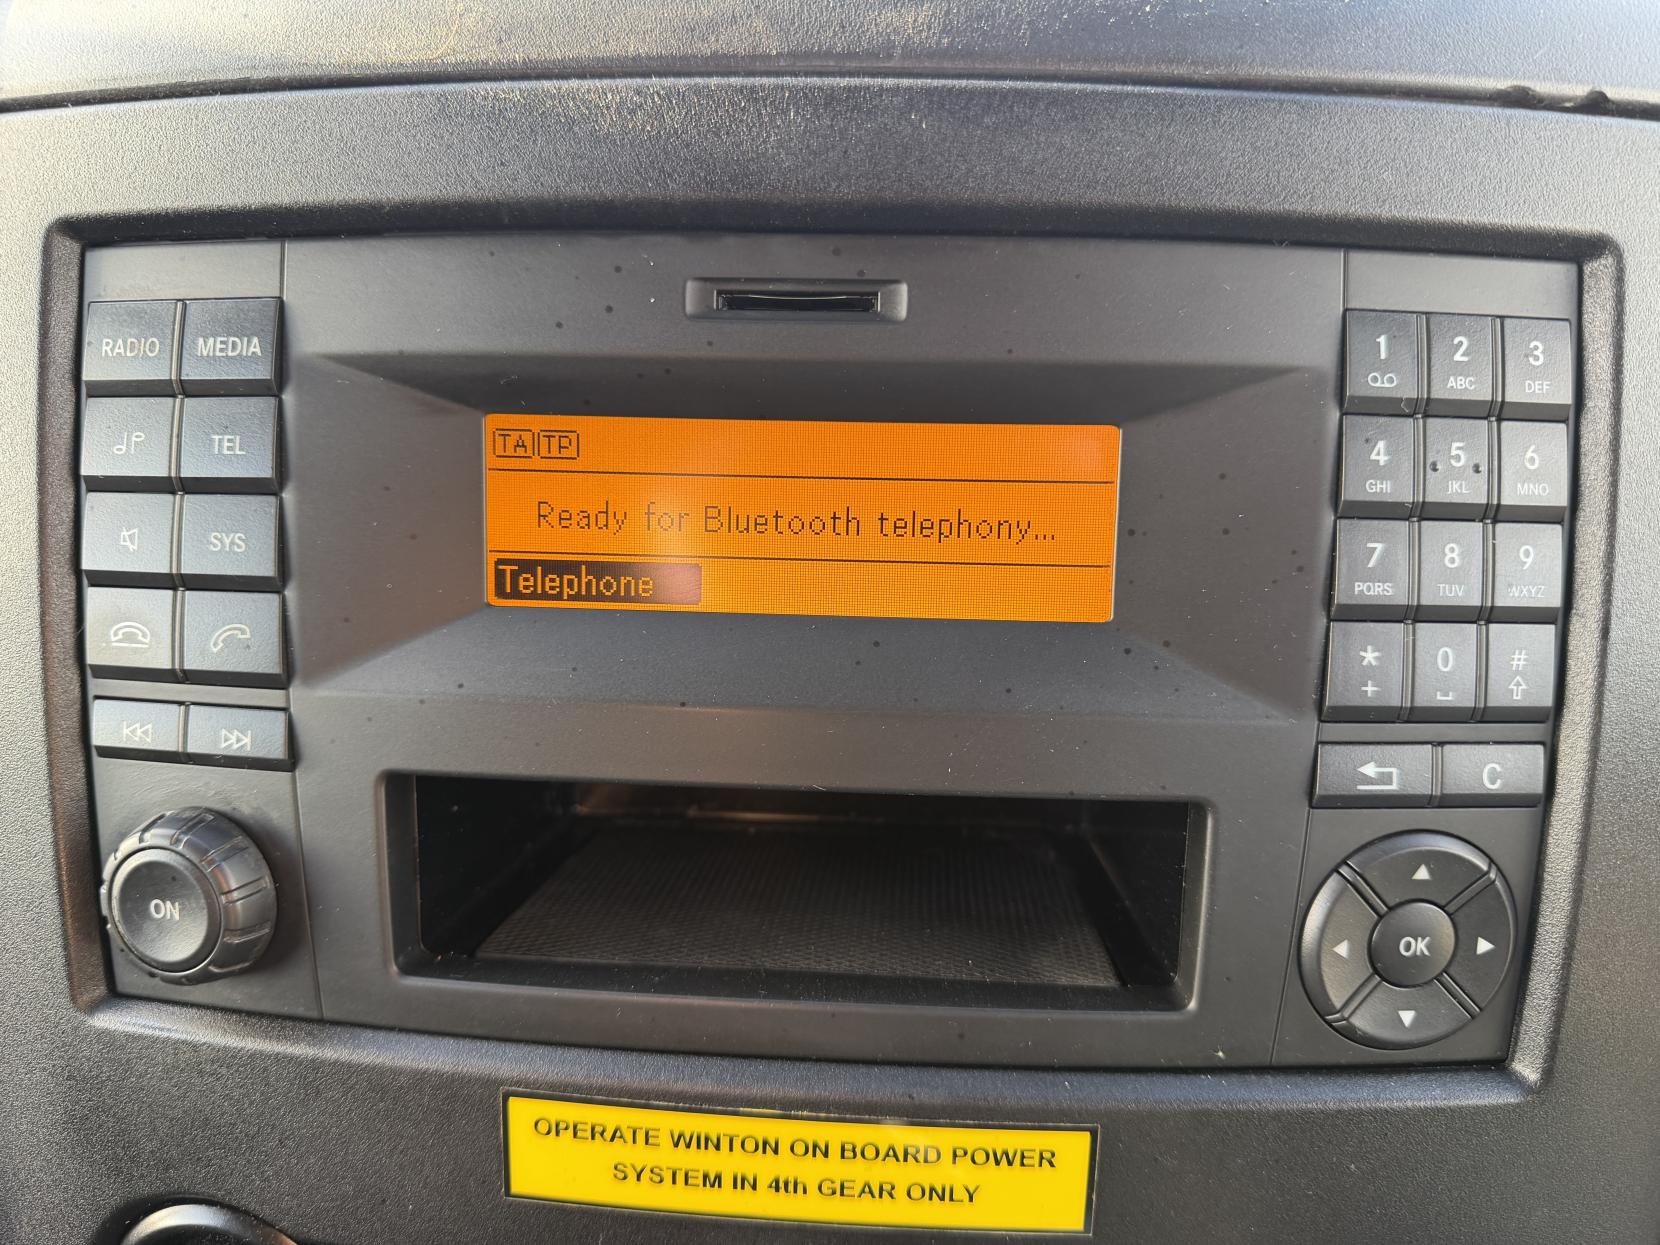 RADIO MEDIA
TEL
SYS
ON
TA TP
Ready for Bluetooth telephony...
Telephone
1 2 3
ABC DEF
4 5 6
GHI JKL MNO
7 8 9
PQRS TUV WXYZ
* 0 #
+
C
OK
OPERATE WINTON ON BOARD POWER
SYSTEM IN 4th GEAR ONLY